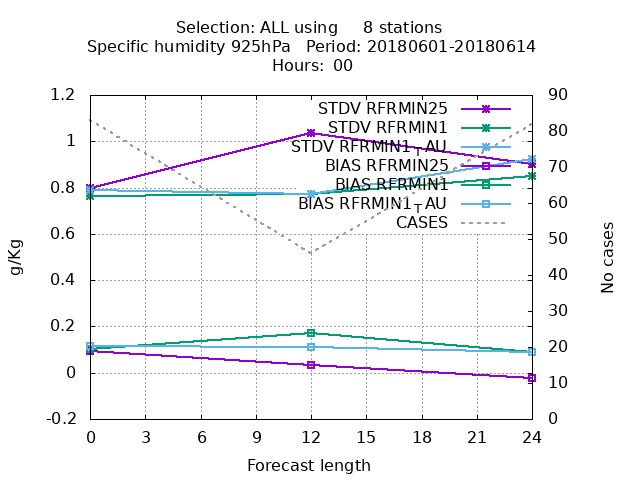 Selection: ALL using 8 stations
Specific humidity 925hPa Period: 20180601-20180614
Hours: 00
STDV RFRMIN25
STDV RFRMIN1
STDV RFRMIN1TAU
BIAS RFRMIN25
BIAS RFRMIN1
BIAS RFRMIN1TAU
CASES
1.2
1
0.8
0.6
0.4
0.2
0
-0.2
g/Kg
90
80
70
60
50
40
30
20
10
0
No cases
0 3 6 9 12 15 18 21 24
Forecast length